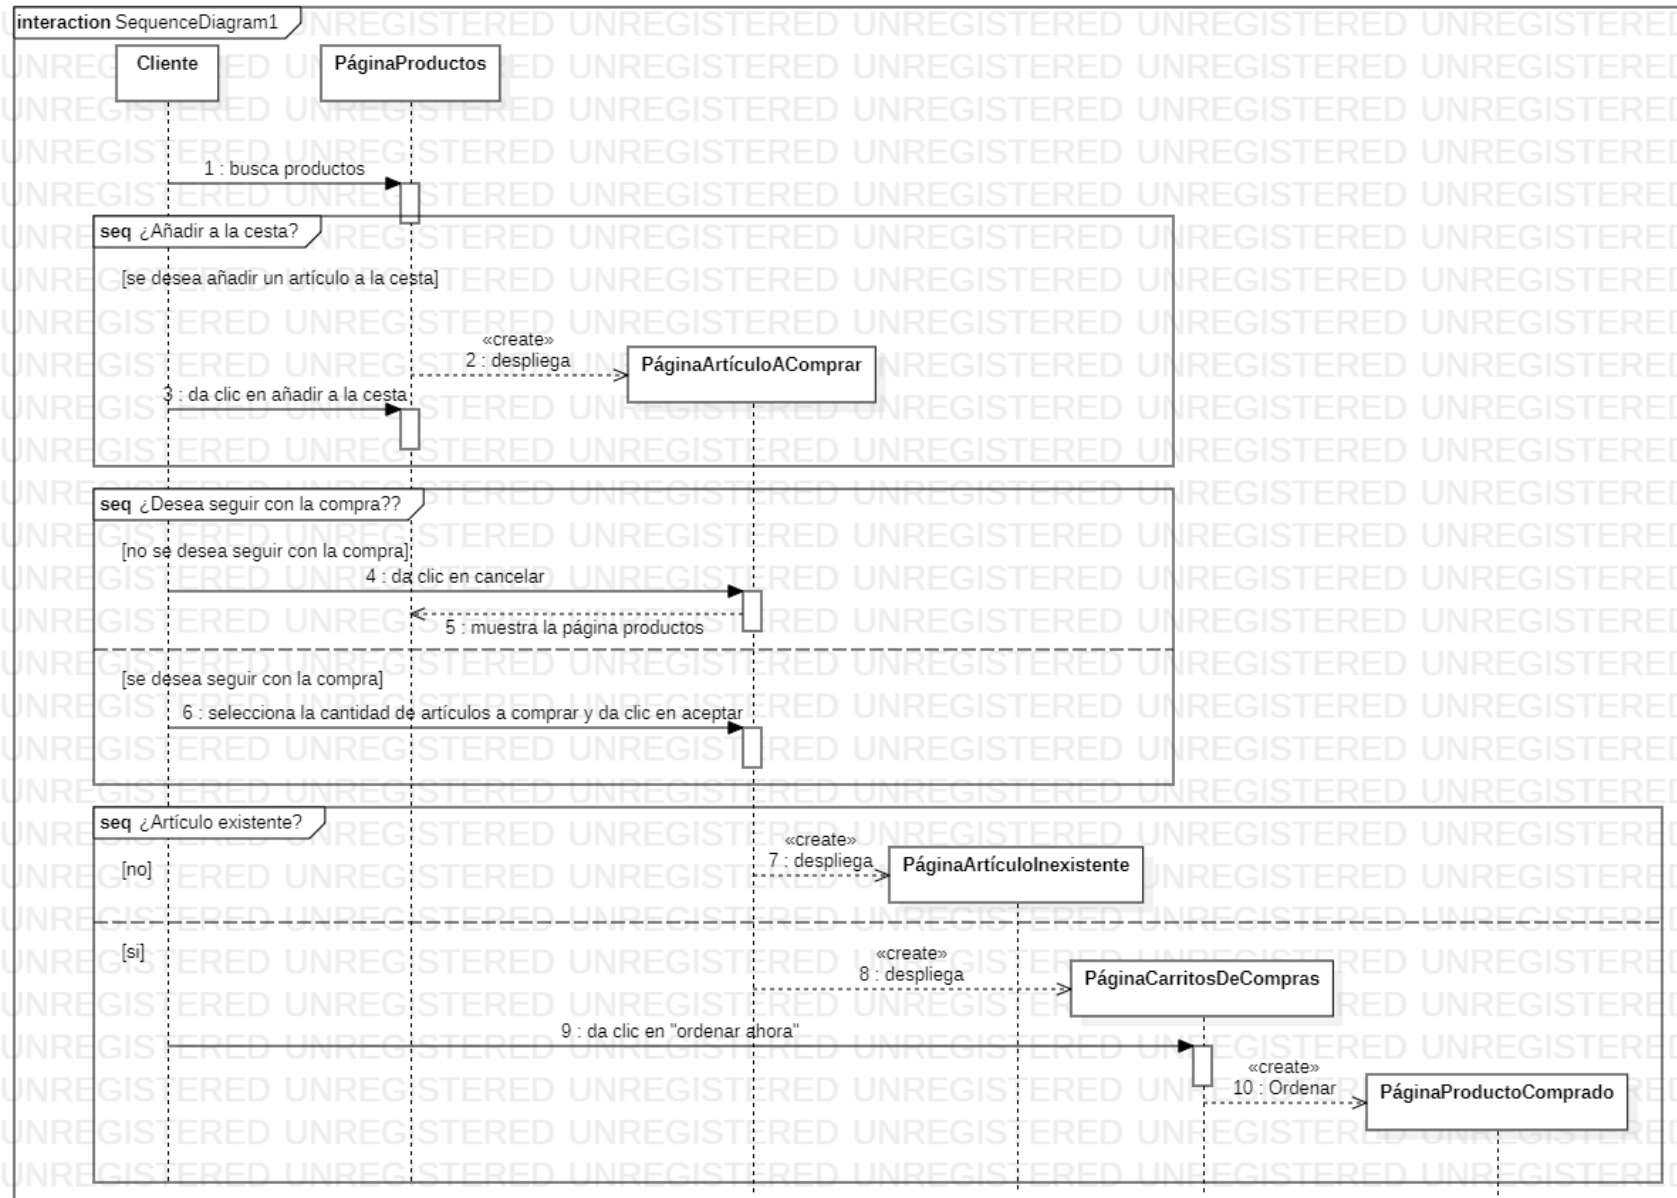 interaction SequenceDiagram1
Cliente
PáginaProductos
1 : busca productos
seq ¿Añadir a la cesta?
[se desea añadir un artículo a la cesta]
«create»
2 : despliega
PáginaArtículoAComprar
3 : da clic en añadir a la cesta
seq ¿Desea seguir con la compra??
[no se desea seguir con la compra]
4 : da clic en cancelar
5 : muestra la página productos
[se desea seguir con la compra]
6 : selecciona la cantidad de artículos a comprar y da clic en aceptar
seq ¿Artículo existente?
«create»
7 : despliega
PáginaArtículoInexistente
[no]
[si]
«create»
8 : despliega
PáginaCarritosDeCompras
9 : da clic en "ordenar ahora"
«create»
10 : Ordenar
PáginaProductoComprado
UNREGISTERED